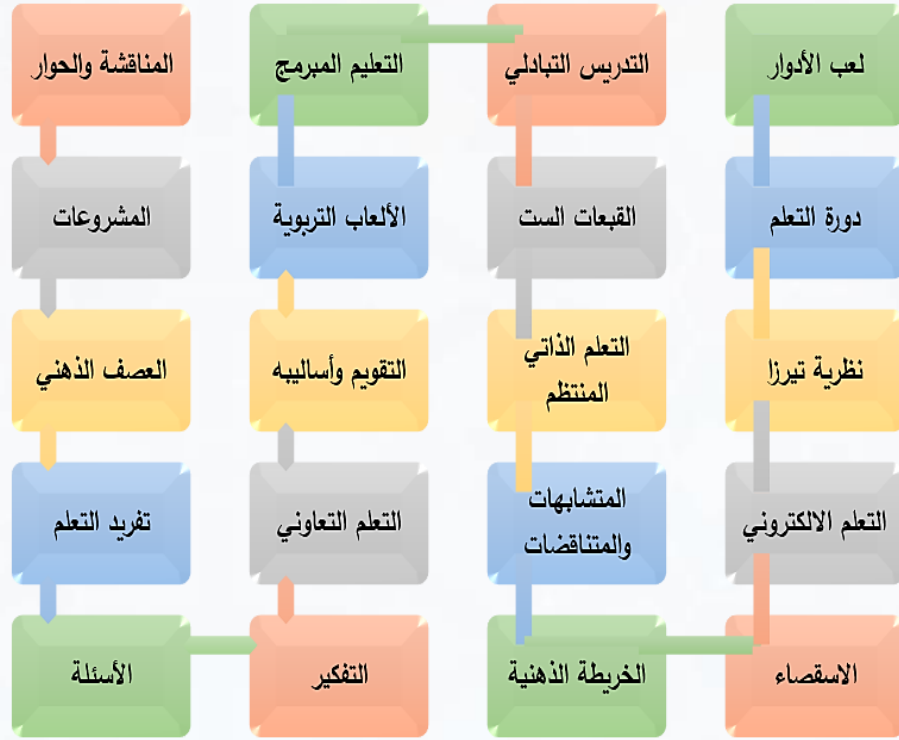 المناقشة والحوار
المشروعات
العصف الذهني
تفريد التعلم
الأسئلة
التفكير
التعلم التعاوني
التقويم وأساليبه
الألعاب التربوية
التعليم المبرمج
التدريس التبادلي
القبعات الست
التعلم الذاتي
المنتظم
المتشابهات
والمتناقضات
الخريطة الذهنية
الاسقصاء
التعلم الالكتروني
نظرية تيرزا
دورة التعلم
لعب الأدوار